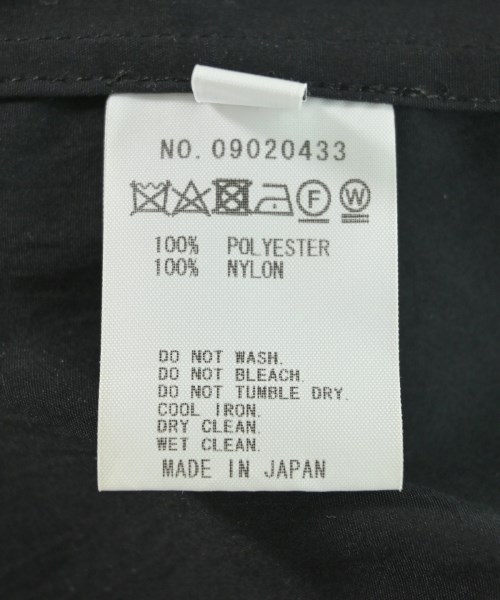 NO. 09020433
F W
100% POLYESTER
100% NYLON
DO NOT WASH.
DO NOT BLEACH.
DO NOT TUMBLE DRY.
COOL IRON.
DRY CLEAN.
WET CLEAN.
MADE IN JAPAN